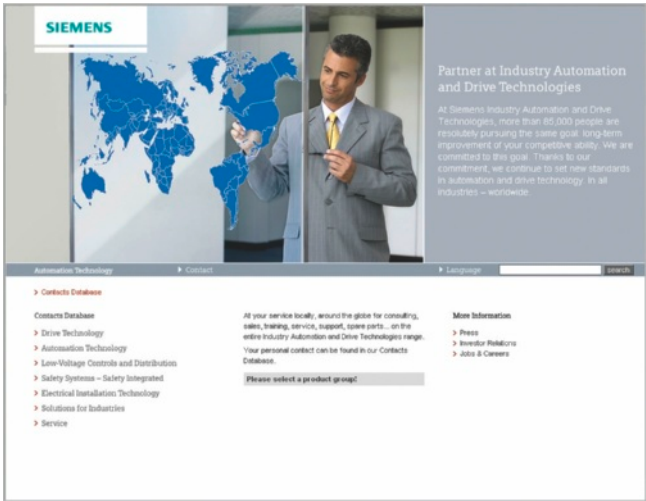 SIEMENS
Partner at Industry Automation
and Drive Technologies
At Siemens Industry Automation and Drive
Technologies, more than 85,000 people are
resolutely pursuing the same goal: long-term
improvement of your competitive ability. We are
committed to this goal. Thanks to our
commitment, we continue to set new standards
in automation and drive technology. In all
industries – worldwide.
Automation Technology
Contact
Language
search
Contacts Database
Contacts Database
Drive Technology
Automation Technology
Low-Voltage Controls and Distribution
Safety Systems – Safety Integrated
Electrical Installation Technology
Solutions for Industries
Service
At your service locally, around the globe for consulting,
sales, training, service, support, spare parts... on the
entire Industry Automation and Drive Technologies range.
Your personal contact can be found in our Contacts
Database.
Please select a product group!
More Information
Press
Investor Relations
Jobs & Careers